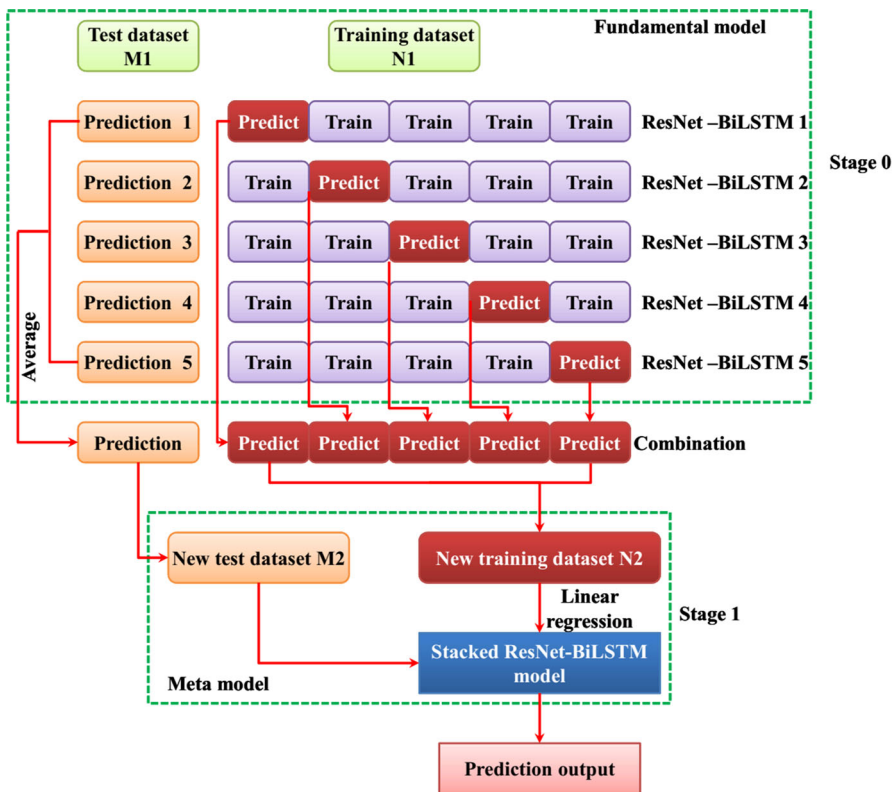 Test dataset
M1
Training dataset
N1
Fundamental model
Prediction 1
Predict Train Train Train Train
ResNet –BiLSTM 1
Stage 0
Prediction 2
Train Predict Train Train Train
ResNet –BiLSTM 2
Prediction 3
Train Train Predict Train Train
ResNet –BiLSTM 3
Prediction 4
Train Train Train Predict Train
ResNet –BiLSTM 4
Average
Prediction 5
Train Train Train Train Predict
ResNet –BiLSTM 5
Prediction
Predict Predict Predict Predict Predict
Combination
New test dataset M2
New training dataset N2
Linear
regression
Stage 1
Stacked ResNet-BiLSTM
model
Meta model
Prediction output